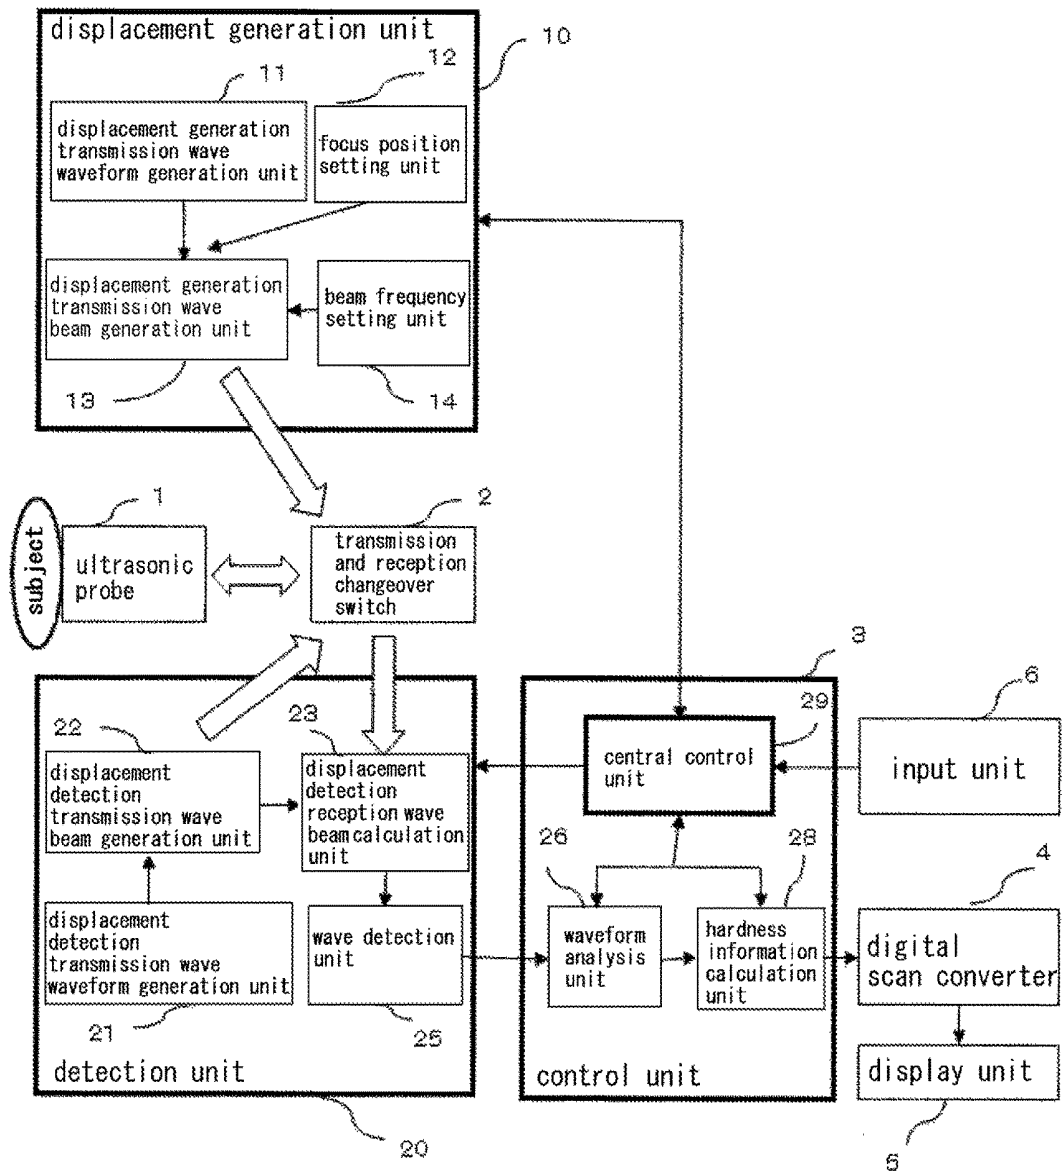 displacement generation unit
10
11
12
displacement generation
transmission wave
waveform generation unit
focus position
setting unit
displacement generation
transmission wave
beam generation unit
beam frequency
setting unit
13
14
1
2
subject
ultrasonic
probe
transmission
and reception
changeover
switch
3
22
23
29
6
displacement
detection
transmission wave
beam generation unit
displacement
detection
reception wave
beam calculation
unit
central control
unit
input unit
26
28
4
displacement
detection
transmission wave
waveform generation unit
wave detection
unit
waveform
analysis
unit
hardness
information
calculation
unit
digital
scan converter
21
25
detection unit
control unit
display unit
20
5